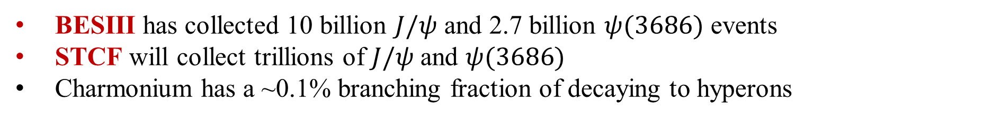 • BESIII has collected 10 billion J/ψ and 2.7 billion ψ(3686) events
• STCF will collect trillions of J/ψ and ψ(3686)
• Charmonium has a ~0.1% branching fraction of decaying to hyperons